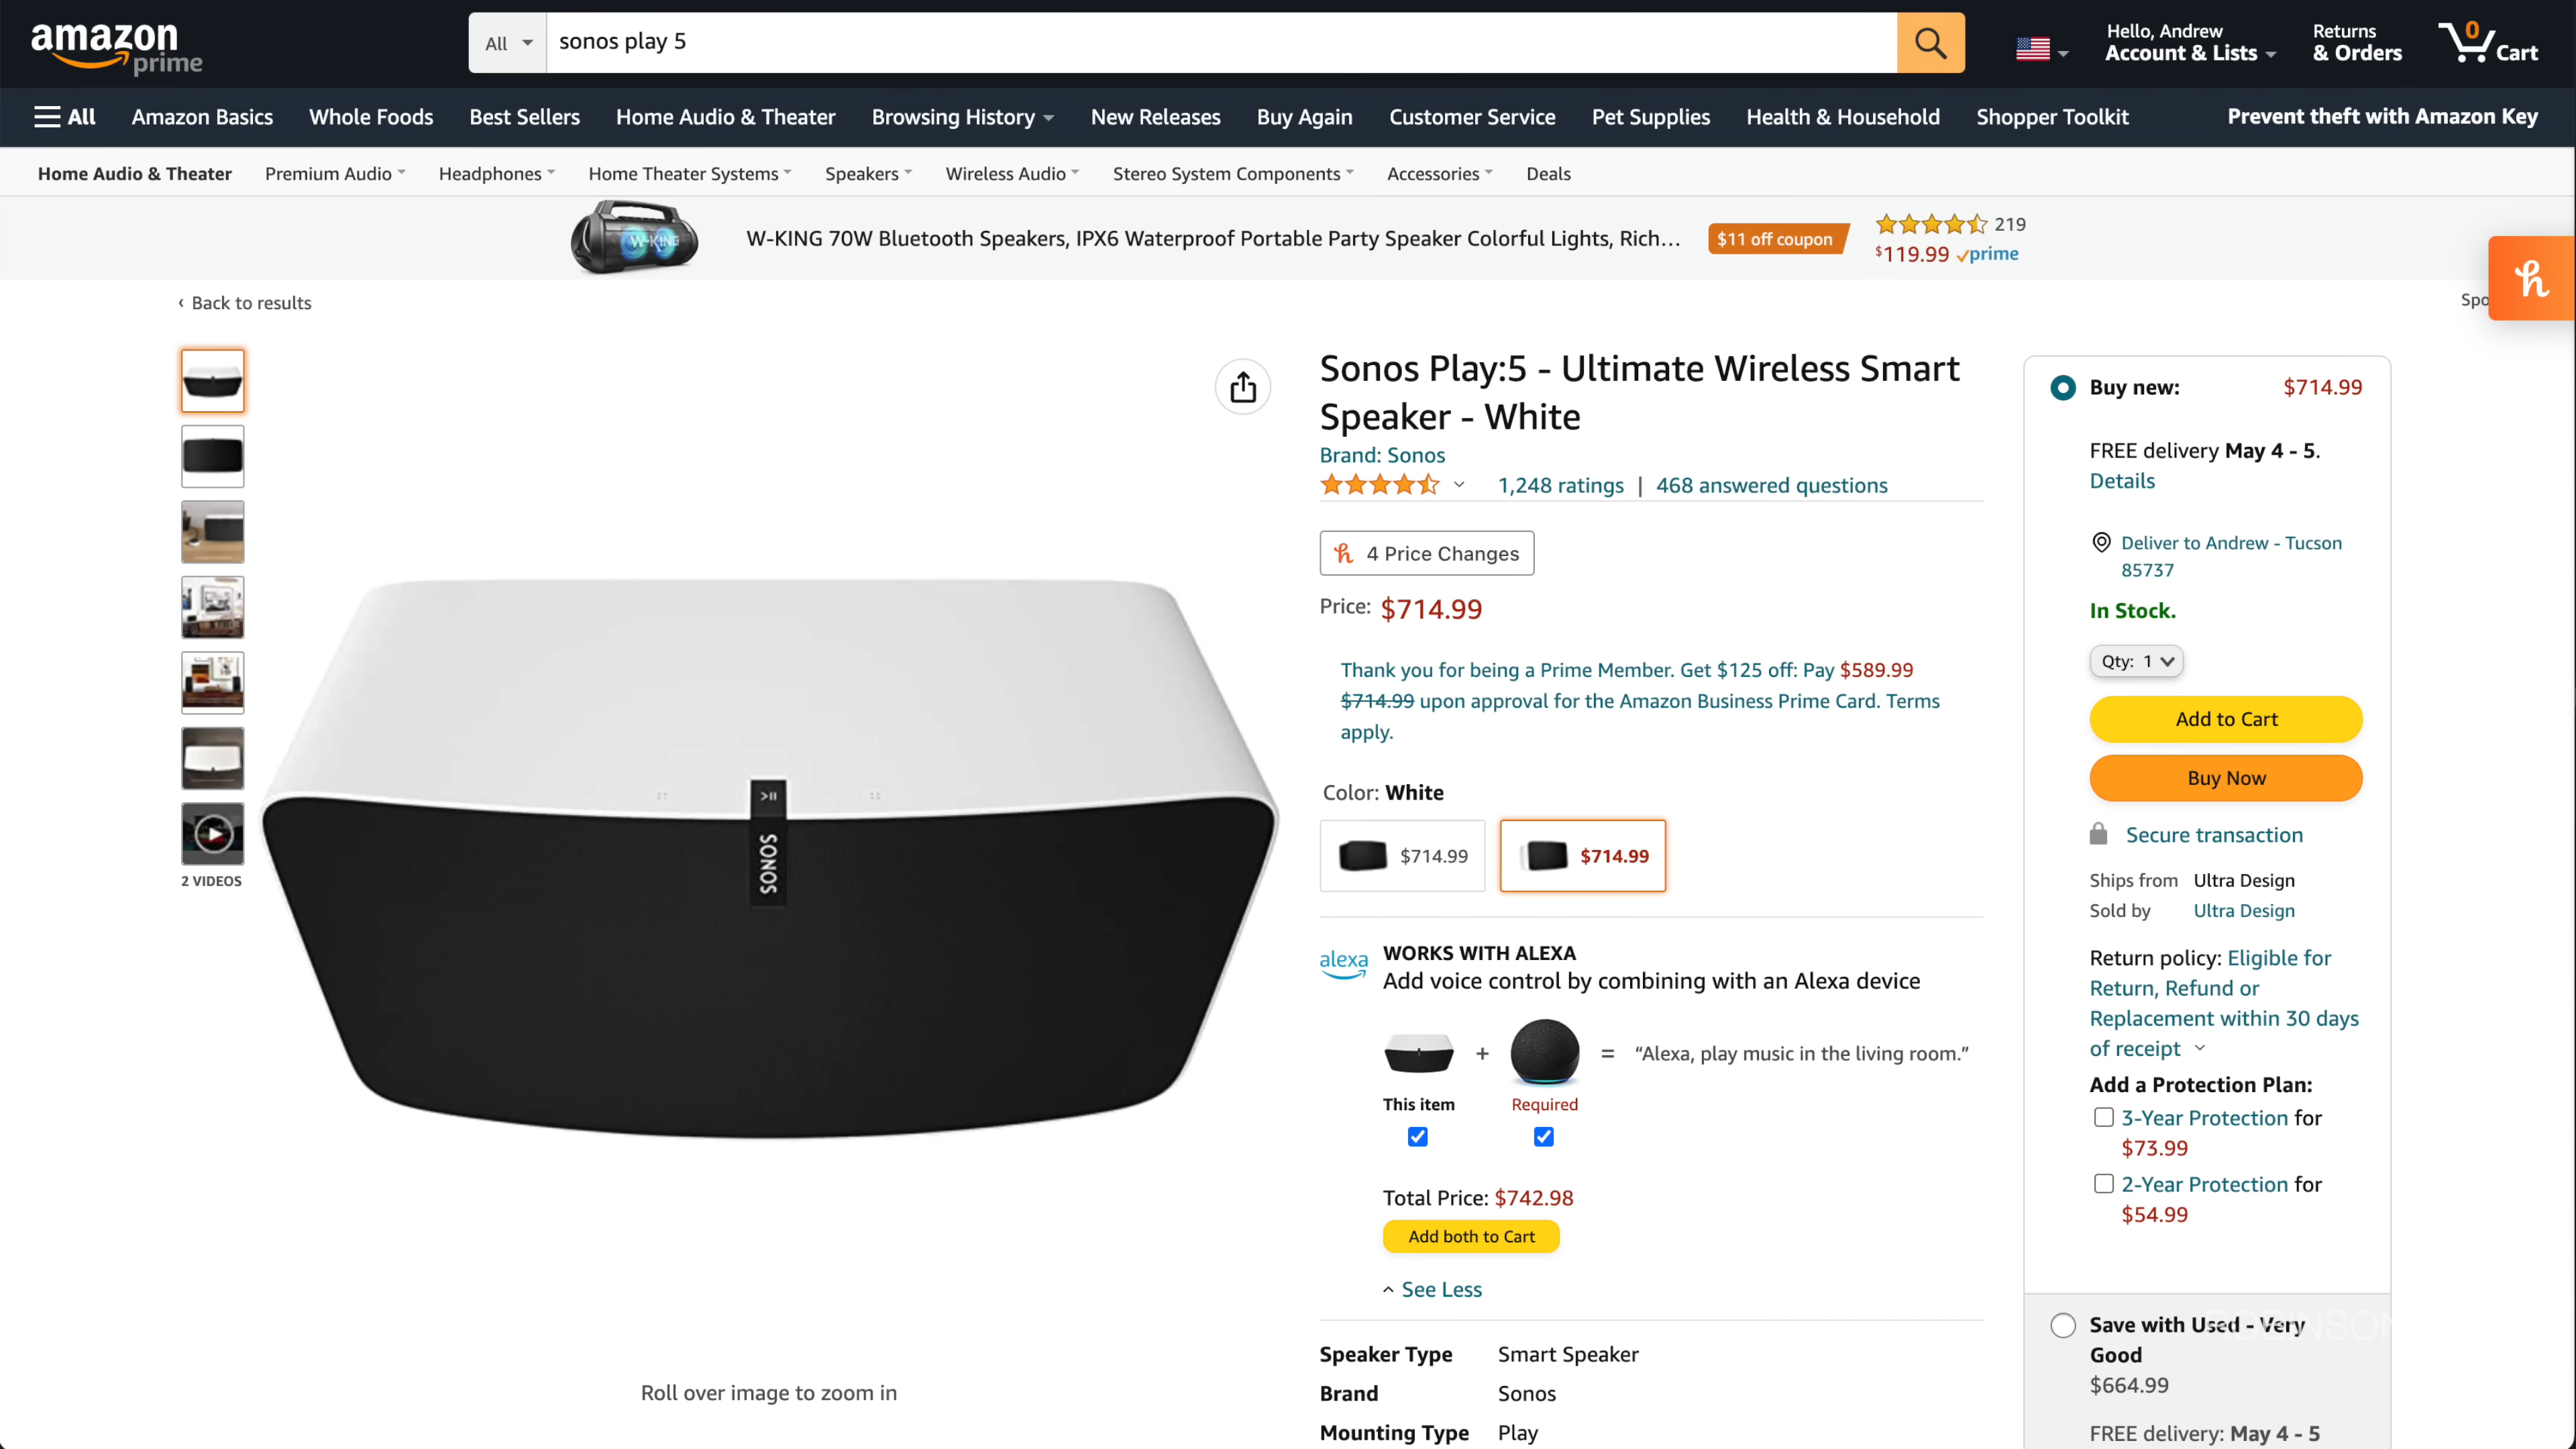 amazon
prime
All
sonos play 5
Hello, Andrew
Account & Lists
Returns
& Orders
0
Cart
All
Amazon Basics
Whole Foods
Best Sellers
Home Audio & Theater
Browsing History
New Releases
Buy Again
Customer Service
Pet Supplies
Health & Household
Shopper Toolkit
Prevent theft with Amazon Key
Home Audio & Theater
Premium Audio
Headphones
Home Theater Systems
Speakers
Wireless Audio
Stereo System Components
Accessories
Deals
W-KING
W-KING 70W Bluetooth Speakers, IPX6 Waterproof Portable Party Speaker Colorful Lights, Rich...
$11 off coupon
219
$119.99 prime
‹ Back to results
Spo
h
2 VIDEOS
SONOS
Roll over image to zoom in
Sonos Play:5 - Ultimate Wireless Smart
Speaker - White
Brand: Sonos
1,248 ratings | 468 answered questions
h 4 Price Changes
Price: $714.99
Thank you for being a Prime Member. Get $125 off: Pay $589.99
$714.99 upon approval for the Amazon Business Prime Card. Terms
apply.
Color: White
$714.99
$714.99
alexa
WORKS WITH ALEXA
Add voice control by combining with an Alexa device
+ = “Alexa, play music in the living room.”
This item
Required
Total Price: $742.98
Add both to Cart
See Less
Speaker Type Smart Speaker
Brand Sonos
Mounting Type Play
Buy new: $714.99
FREE delivery May 4 - 5.
Details
Deliver to Andrew - Tucson
85737
In Stock.
Qty: 1
Add to Cart
Buy Now
Secure transaction
Ships from Ultra Design
Sold by Ultra Design
Return policy: Eligible for
Return, Refund or
Replacement within 30 days
of receipt
Add a Protection Plan:
3-Year Protection for
$73.99
2-Year Protection for
$54.99
Save with Used - Very
Good
$664.99
FREE delivery: May 4 - 5